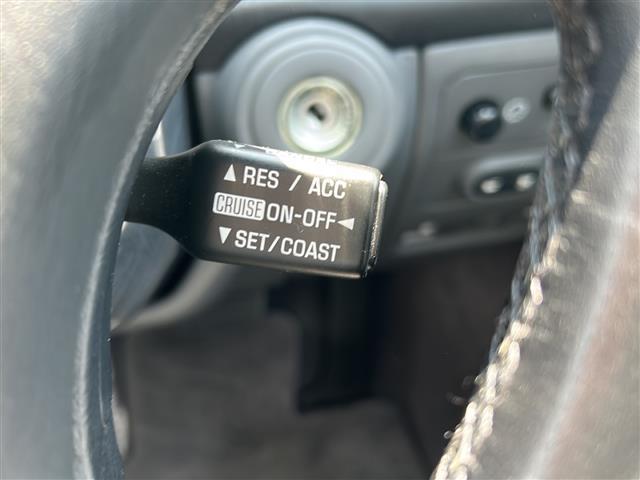 ▲ RES / ACC
CRUISE ON-OFF ◄
▼ SET/COAST